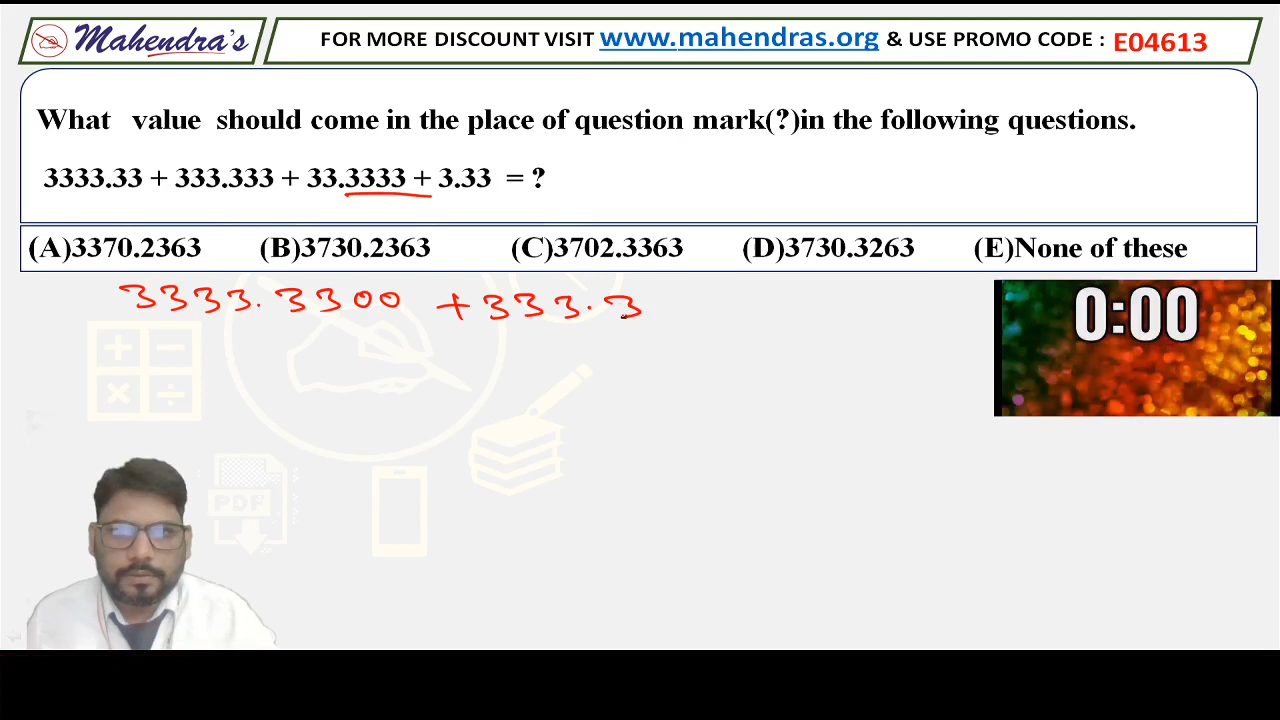 Mahendra's
FOR MORE DISCOUNT VISIT www.mahendras.org & USE PROMO CODE : E04613
What value should come in the place of question mark(?)in the following questions.
3333.33 + 333.333 + 33.3333 + 3.33 = ?
(A)3370.2363 (B)3730.2363 (C)3702.3363 (D)3730.3263 (E)None of these
3333.3300 +333.3
0:00
PDF